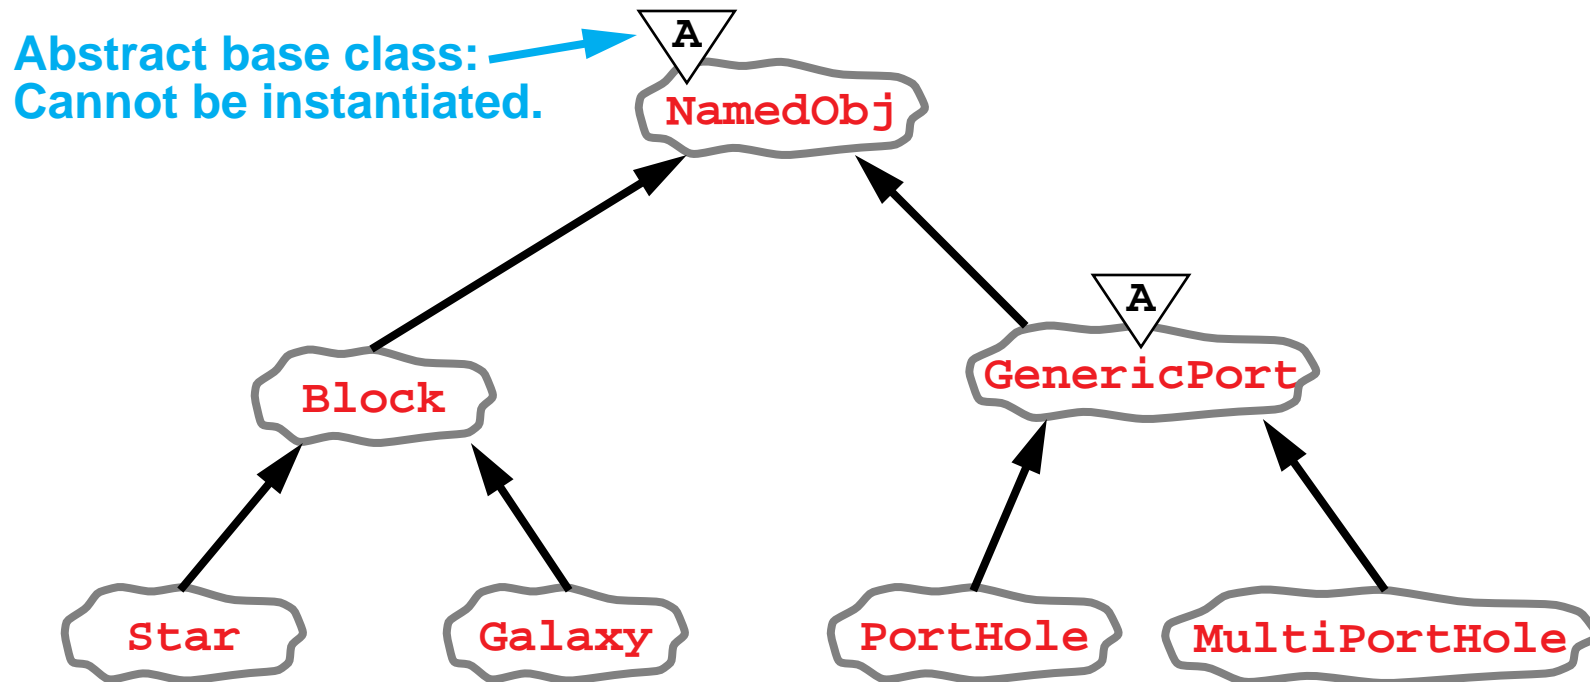 A
Abstract base class:
Cannot be instantiated.
NamedObj
A
GenericPort
Block
Star
Galaxy
PortHole
MultiPortHole